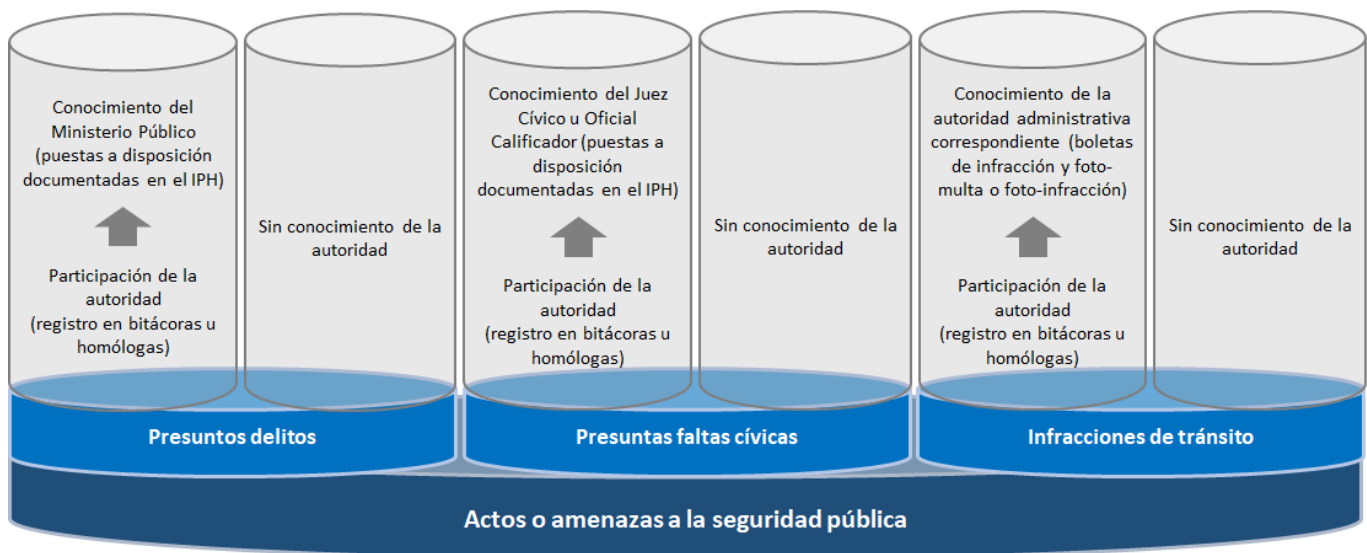 Conocimiento del
Ministerio Público
(puestas a disposición
documentadas en el IPH)
Participación de la
autoridad
(registro en bitácoras u
homólogas)
Sin conocimiento de la
autoridad
Conocimiento del Juez
Cívico u Oficial
Calificador (puestas a
disposición
documentadas en el IPH)
Participación de la
autoridad
(registro en bitácoras u
homólogas)
Sin conocimiento de la
autoridad
Conocimiento de la
autoridad administrativa
correspondiente (boletas
de infracción y foto-
multa o foto-infracción)
Participación de la
autoridad
(registro en bitácoras u
homólogas)
Sin conocimiento de la
autoridad
Presuntos delitos
Presuntas faltas cívicas
Infracciones de tránsito
Actos o amenazas a la seguridad pública